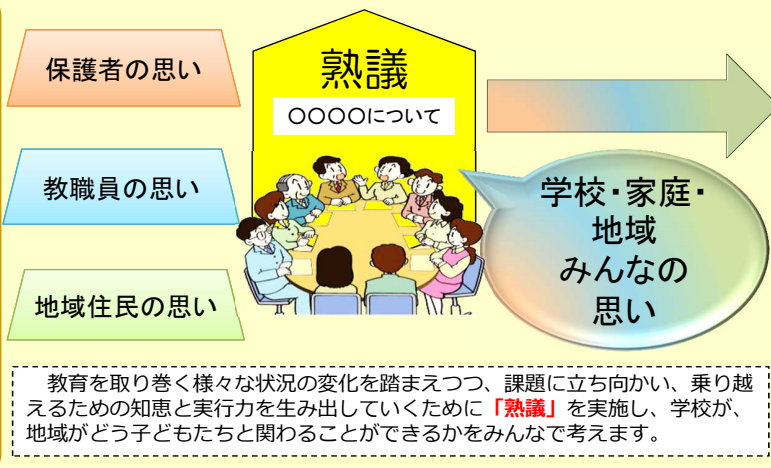 保護者の思い
教職員の思い
地域住民の思い
熟議
〇〇〇〇について
学校・家庭・
地域
みんなの
思い
教育を取り巻く様々な状況の変化を踏まえつつ、課題に立ち向かい、乗り越
えるための知恵と実行力を生み出していくために「熟議」を実施し、学校が、
地域がどう子どもたちと関わることができるかをみんなで考えます。